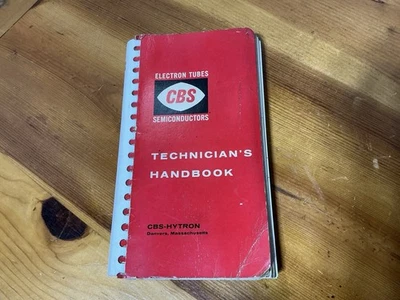 ELECTRON TUBES
CBS
SEMICONDUCTORS
TECHNICIAN'S
HANDBOOK
CBS-HYTRON
Danvers, Massachusetts